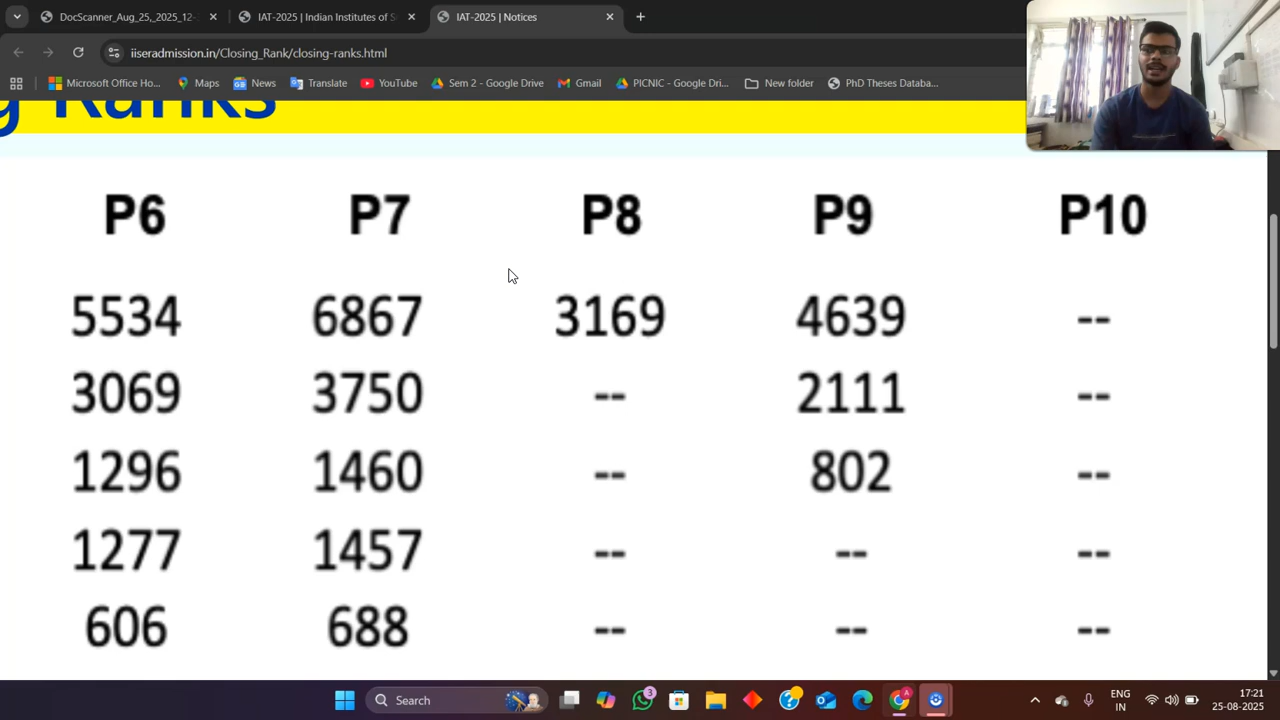 DocScanner_Aug_25,_2025_12-
IAT-2025 | Indian Institutes of S
IAT-2025 | Notices
iiseradmission.in/Closing_Rank/closing-ranks.html
Microsoft Office Ho... Maps News Translate YouTube Div 2 - Google Drive Gmail PICNIC - Google Dri... New folder PhD Theses Databa...
g Ranks
P6 P7 P8 P9 P10
5534 6867 3169 4639 --
3069 3750 -- 2111 --
1296 1460 -- 802 --
1277 1457 -- -- --
606 688 -- -- --
Search
3
A
ENG
IN
17:21
25-08-2025